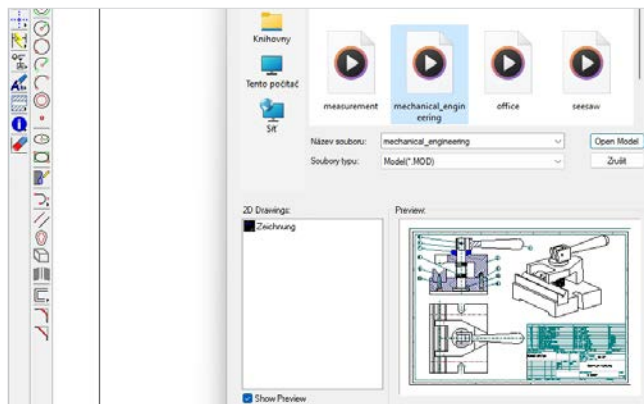 Knihovny
Tento počítač
Síť
measurement
mechanical_engin
eering
office
seesaw
Název souboru:
mechanical_engineering
Open Model
Soubory typu:
Model(*.MOD)
Zrušit
2D Drawings:
Preview:
Zeichnung
Show Preview